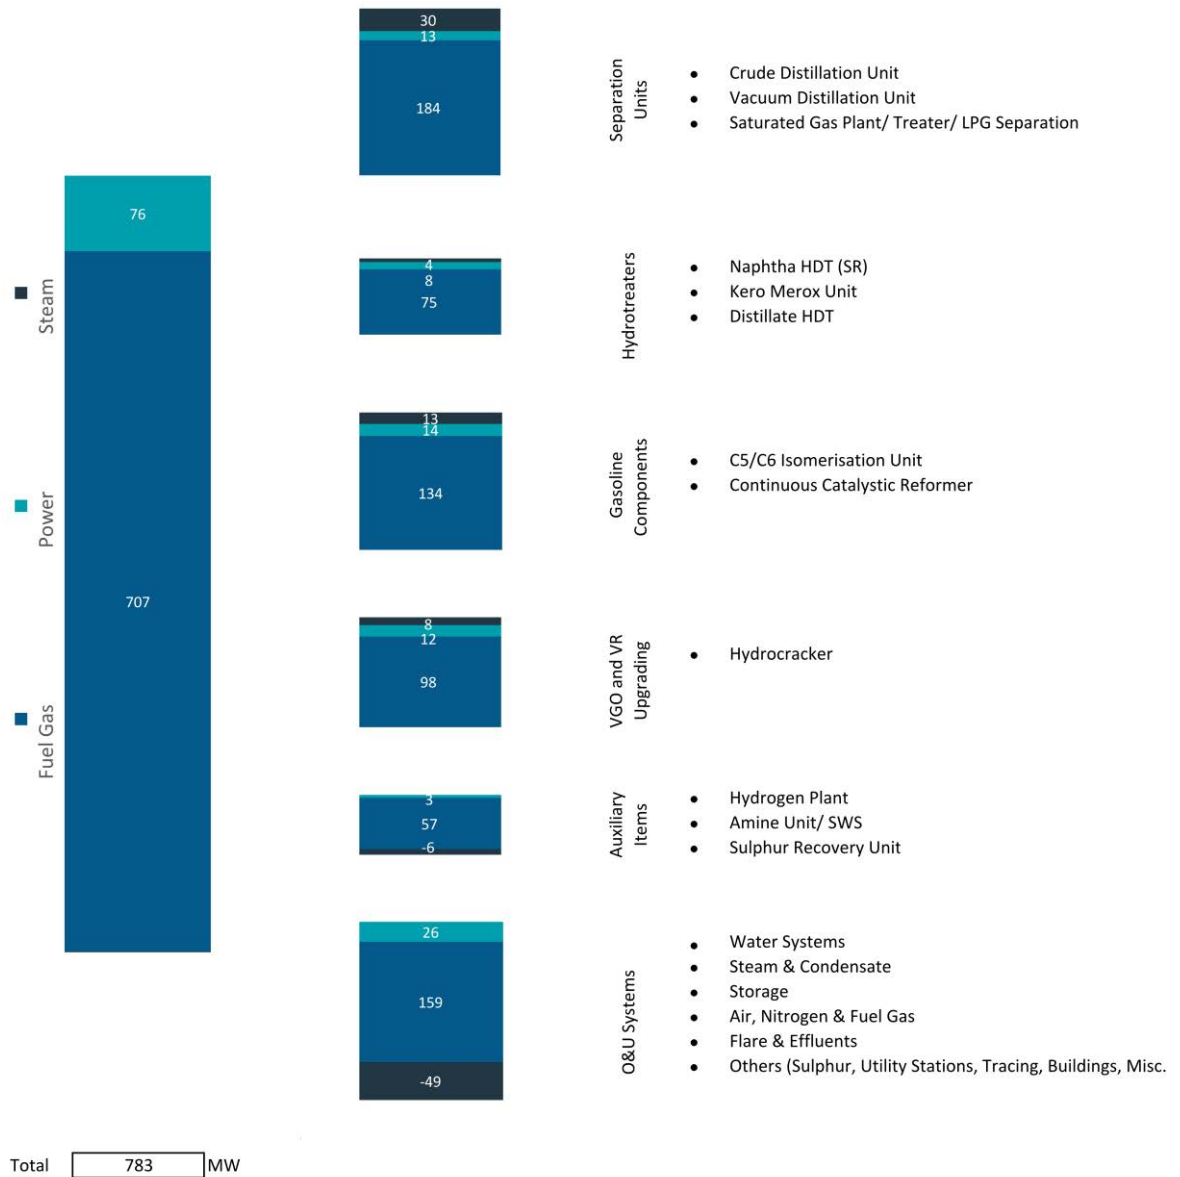 Steam
Power
Fuel Gas
76
707
30
13
184
Separation
Units
• Crude Distillation Unit
• Vacuum Distillation Unit
• Saturated Gas Plant/ Treater/ LPG Separation
4
8
75
Hydrotreaters
• Naphtha HDT (SR)
• Kero Merox Unit
• Distillate HDT
13
14
134
Gasoline
Components
• C5/C6 Isomerisation Unit
• Continuous Catalystic Reformer
8
12
98
VGO and VR
Upgrading
• Hydrocracker
3
57
-6
Auxiliary
Items
• Hydrogen Plant
• Amine Unit/ SWS
• Sulphur Recovery Unit
26
159
-49
O&U Systems
• Water Systems
• Steam & Condensate
• Storage
• Air, Nitrogen & Fuel Gas
• Flare & Effluents
• Others (Sulphur, Utility Stations, Tracing, Buildings, Misc.
Total 783 MW